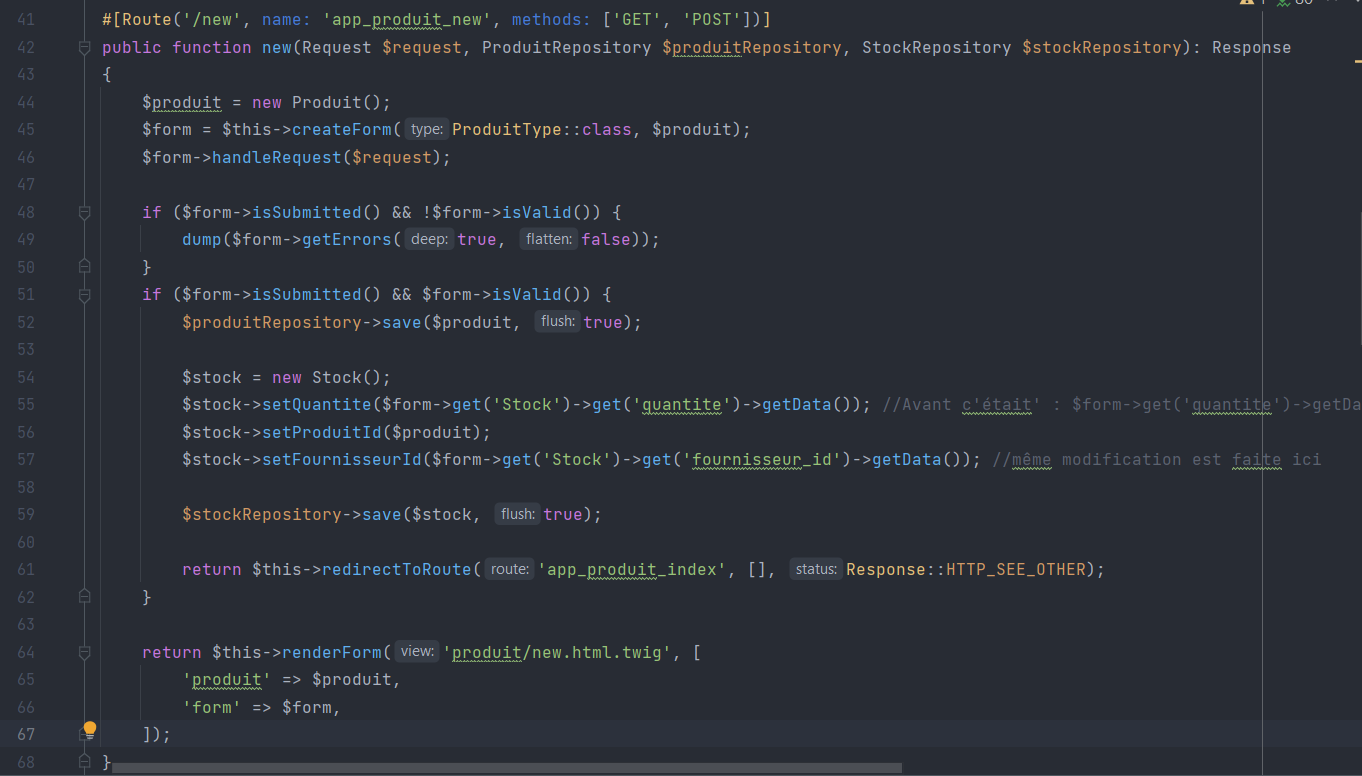 41 #[Route('/new', name: 'app_produit_new', methods: ['GET', 'POST'])]
42 public function new(Request $request, ProduitRepository $produitRepository, StockRepository $stockRepository): Response
43 {
44 $produit = new Produit();
45 $form = $this->createForm( type: ProduitType::class, $produit);
46 $form->handleRequest($request);
47
48 if ($form->isSubmitted() && !$form->isValid()) {
49 dump($form->getErrors( deep: true, flatten: false));
50 }
51 if ($form->isSubmitted() && $form->isValid()) {
52 $produitRepository->save($produit, flush: true);
53
54 $stock = new Stock();
55 $stock->setQuantite($form->get('Stock')->get('quantite')->getData()); //Avant c'était' : $form->get('quantite')->getDa
56 $stock->setProduitId($produit);
57 $stock->setFournisseurId($form->get('Stock')->get('fournisseur_id')->getData()); //même modification est faite ici
58
59 $stockRepository->save($stock, flush: true);
60
61 return $this->redirectToRoute( route: 'app_produit_index', [], status: Response::HTTP_SEE_OTHER);
62 }
63
64 return $this->renderForm( view: 'produit/new.html.twig', [
65 'produit' => $produit,
66 'form' => $form,
67 ]);
68 }